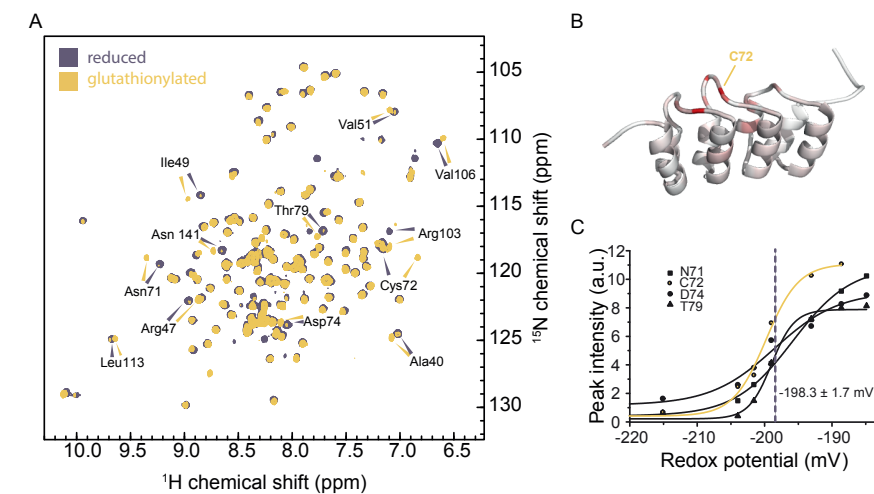 A
reduced
glutathionylated
Val51
Val106
Ile49
Thr79
Asn 141
Arg103
Asn71
Cys72
Arg47
Asp74
Leu113
Ala40
105
110
115
120
125
130
¹⁵N chemical shift (ppm)
10.0 9.5 9.0 8.5 8.0 7.5 7.0 6.5
¹H chemical shift (ppm)
B
C72
C
12
10
8
6
4
2
0
Peak intensity (a.u.)
N71
C72
D74
T79
-198.3 ± 1.7 mV
-220 -210 -200 -190
Redox potential (mV)